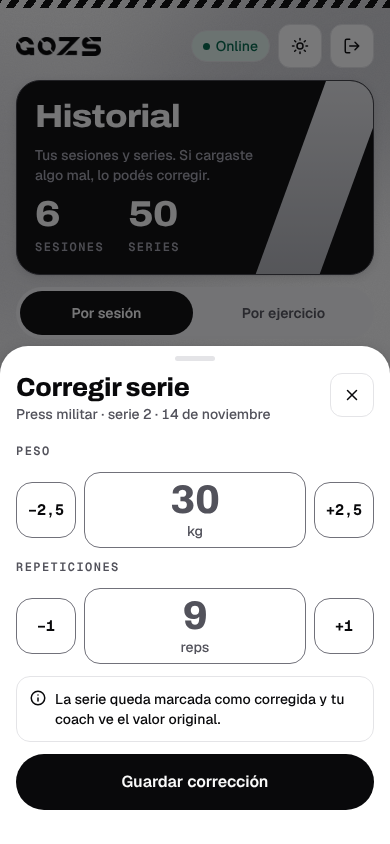 GOZS
Online
Historial
Tus sesiones y series. Si cargaste
algo mal, lo podés corregir.
6 50
SESIONES SERIES
Por sesión Por ejercicio
Corregir serie
Press militar · serie 2 · 14 de noviembre
PESO
−2,5 30 +2,5
kg
REPETICIONES
−1 9 +1
reps
La serie queda marcada como corregida y tu
coach ve el valor original.
Guardar corrección